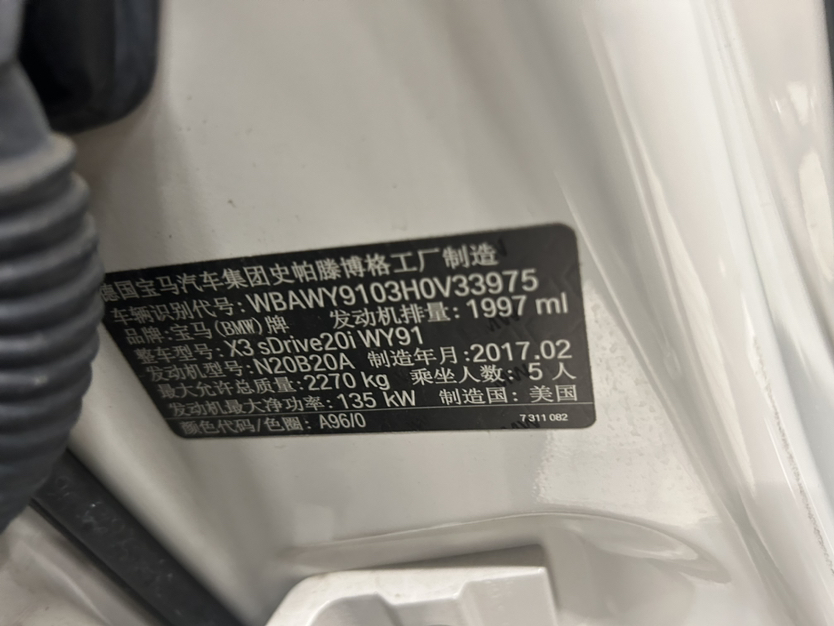 德国宝马汽车集团史帕滕博格工厂制造
车辆识别代号: WBAWY9103H0V33975
品牌: 宝马(BMW)牌 发动机排量: 1997 ml
整车型号: X3 sDrive20i WY91
发动机型号: N20B20A 制造年月: 2017.02
最大允许总质量: 2270 kg 乘坐人数: 5 人
发动机最大净功率: 135 kW 制造国: 美国
颜色代码/色圈: A96/0 7 311 082